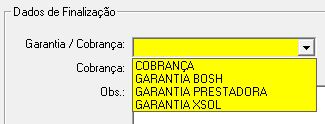 Dados de Finalização
Garantia / Cobrança:
Cobrança:
COBRANÇA
GARANTIA BOSH
Obs.:
GARANTIA PRESTADORA
GARANTIA XSOL